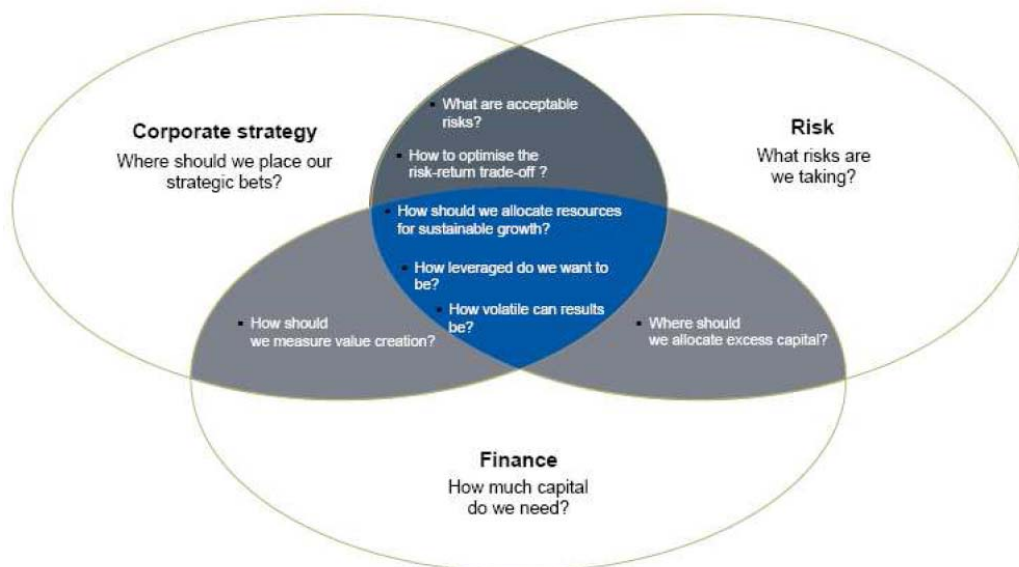 Corporate strategy
Where should we place our
strategic bets?
Risk
What risks are
we taking?
▪ What are acceptable
risks?
▪ How to optimise the
risk-return trade-off ?
▪ How should we allocate resources
for sustainable growth?
▪ How leveraged do we want to
be?
▪ How volatile can results
be?
▪ How should
we measure value creation?
▪ Where should
we allocate excess capital?
Finance
How much capital
do we need?